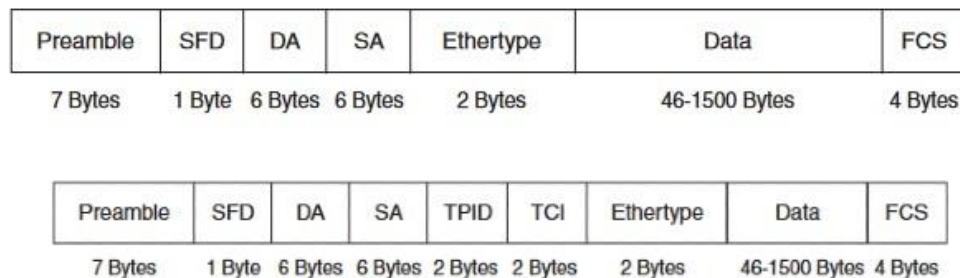 Preamble SFD DA SA Ethertype Data FCS
7 Bytes 1 Byte 6 Bytes 6 Bytes 2 Bytes 46-1500 Bytes 4 Bytes
Preamble SFD DA SA TPID TCI Ethertype Data FCS
7 Bytes 1 Byte 6 Bytes 6 Bytes 2 Bytes 2 Bytes 2 Bytes 46-1500 Bytes 4 Bytes